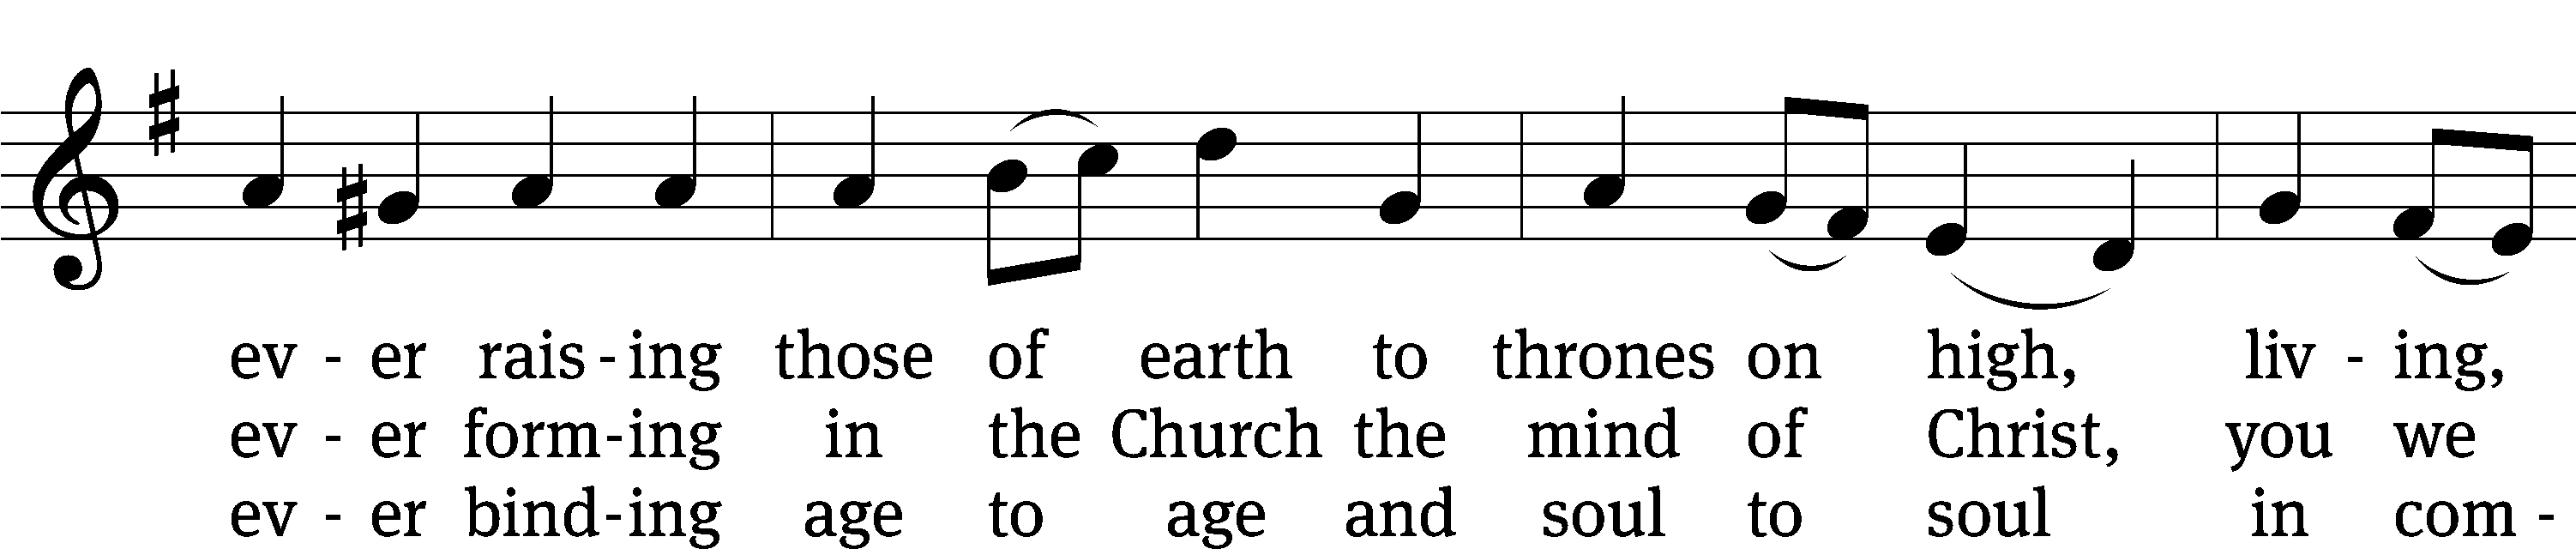 ev - er rais - ing those of earth to thrones on high, liv - ing,
ev - er form - ing in the Church the mind of Christ, you we
ev - er bind - ing age to age and soul to soul in com -